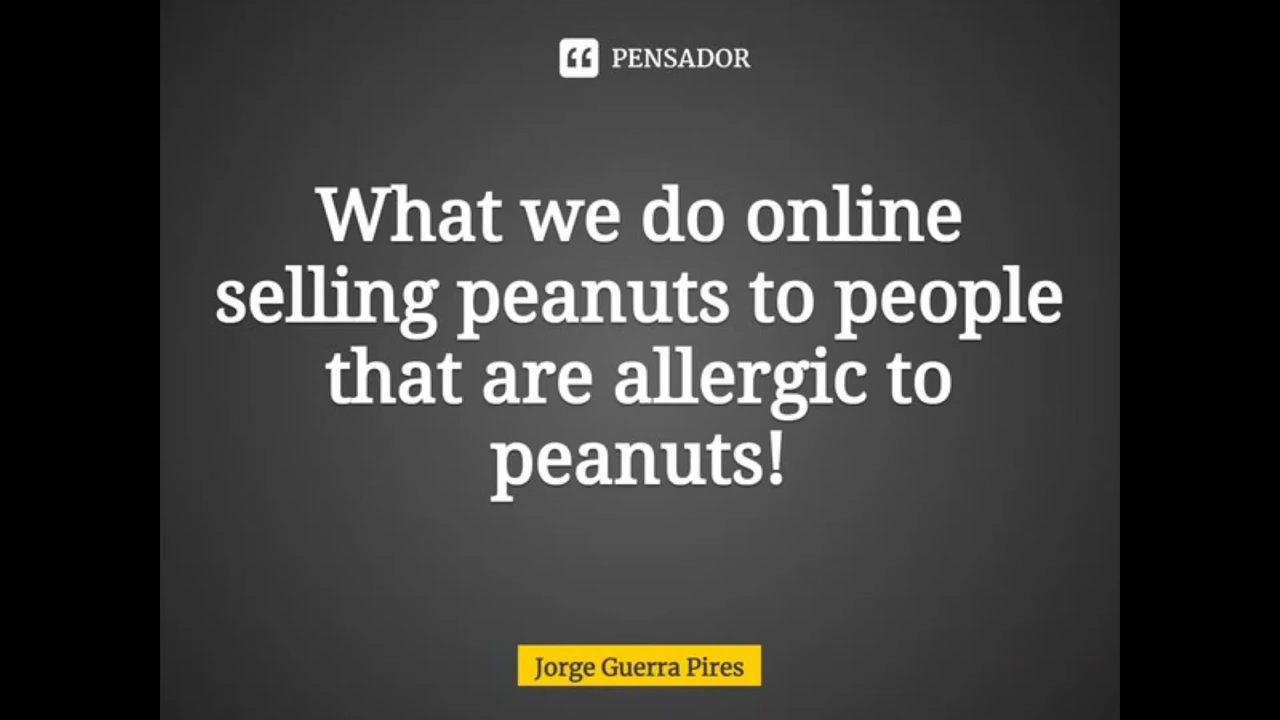 PENSADOR
What we do online
selling peanuts to people
that are allergic to
peanuts!
Jorge Guerra Pires